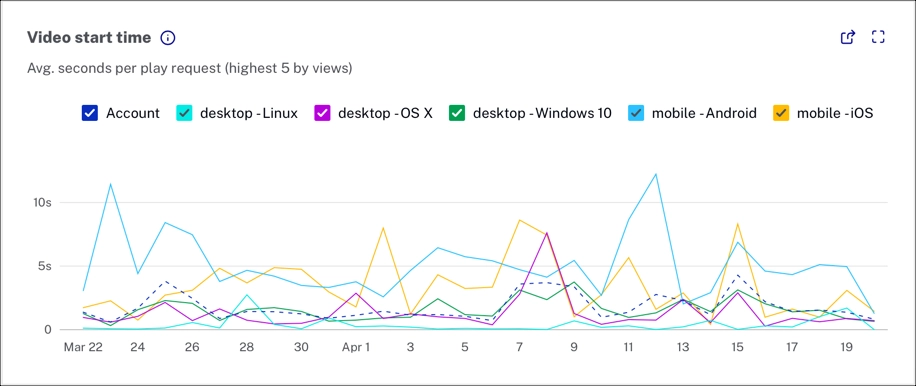 Video start time
Avg. seconds per play request (highest 5 by views)
Account desktop - Linux desktop - OS X desktop - Windows 10 mobile - Android mobile - iOS
10s
5s
0
Mar 22 24 26 28 30 Apr 1 3 5 7 9 11 13 15 17 19